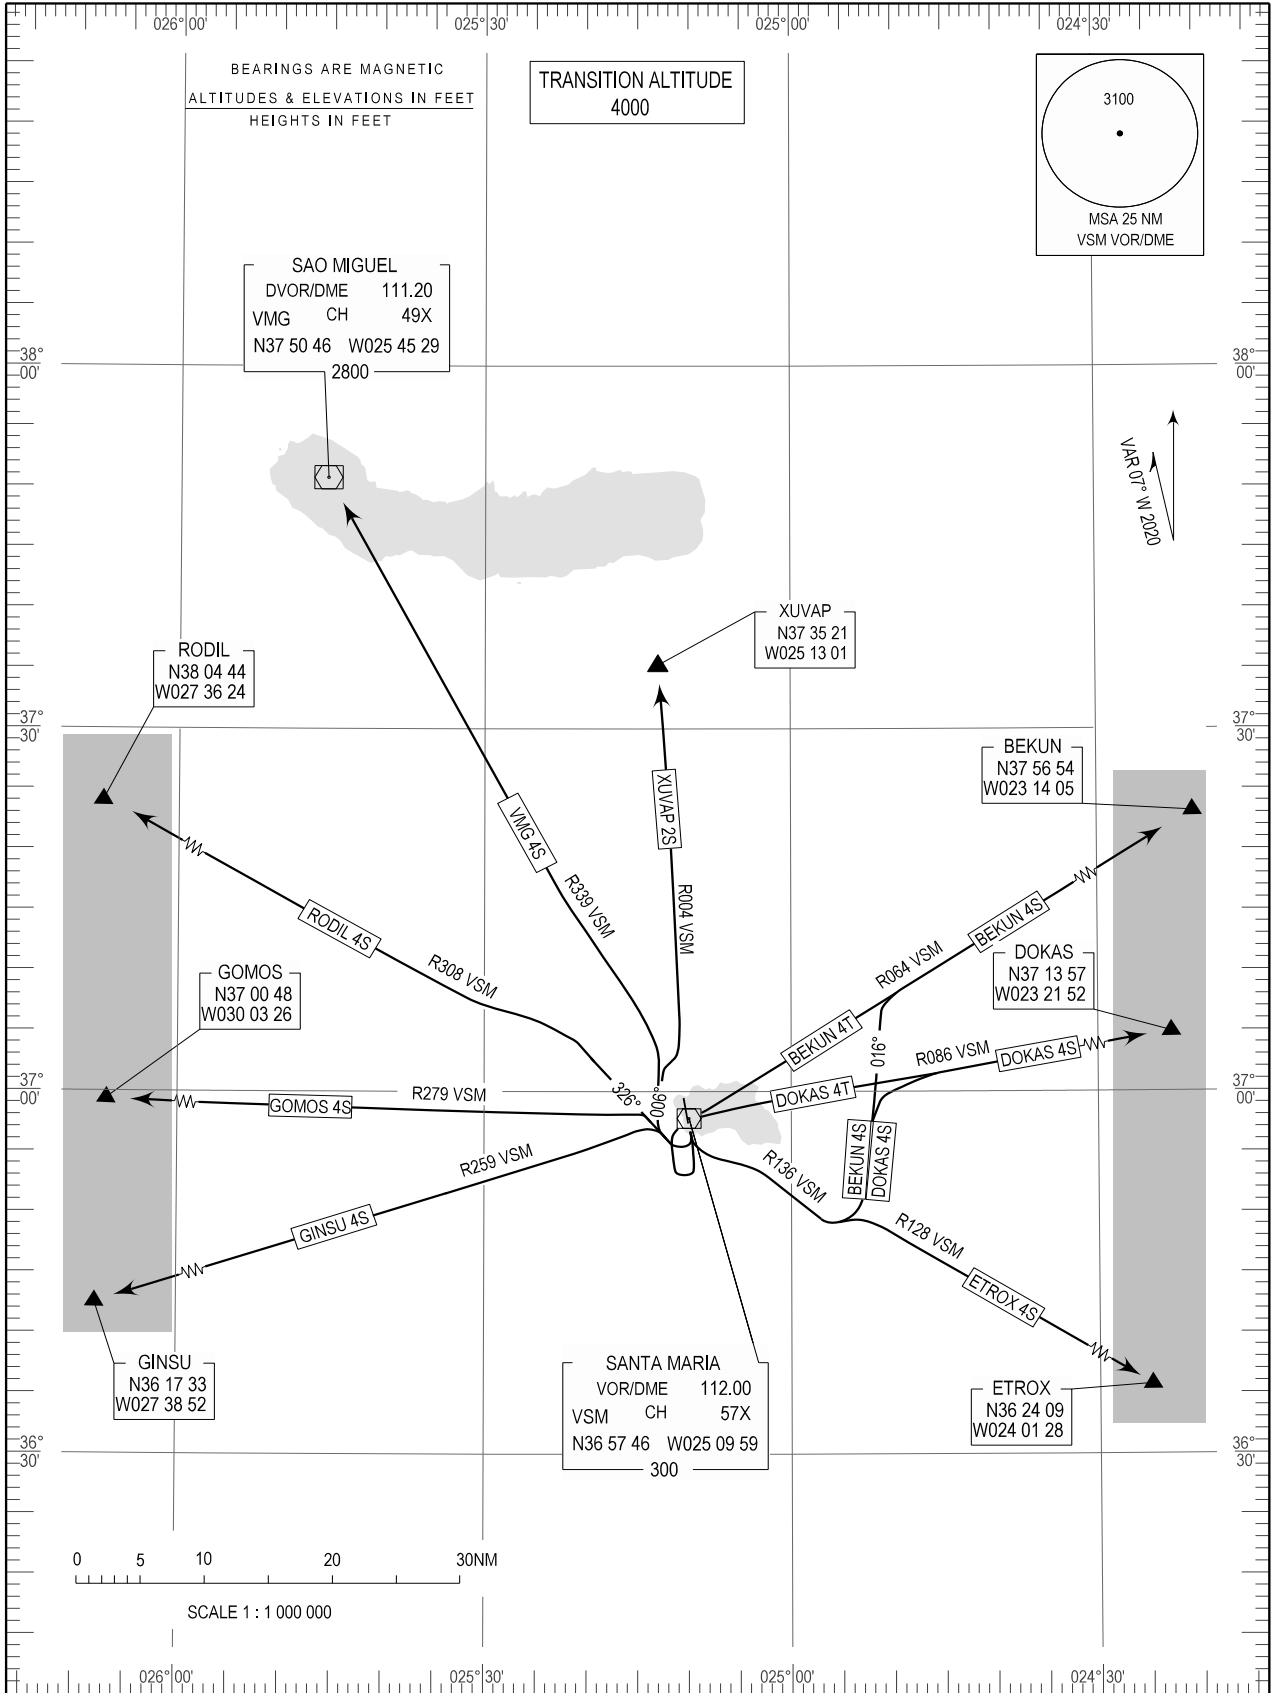 026°00'
025°30'
025°00'
024°30'
BEARINGS ARE MAGNETIC
ALTITUDES & ELEVATIONS IN FEET
HEIGHTS IN FEET
TRANSITION ALTITUDE
4000
3100
MSA 25 NM
VSM VOR/DME
SAO MIGUEL
DVOR/DME 111.20
VMG CH 49X
N37 50 46 W025 45 29
2800
38°
00'
38°
00'
VAR 07° W 2020
XUVAP
N37 35 21
W025 13 01
RODIL
N38 04 44
W027 36 24
37°
30'
37°
30'
BEKUN
N37 56 54
W023 14 05
VMG 4S
XUVAP 2S
R339 VSM
R004 VSM
RODIL 4S
R308 VSM
BEKUN 4S
R064 VSM
GOMOS
N37 00 48
W030 03 26
DOKAS
N37 13 57
W023 21 52
BEKUN 4T
016°
R086 VSM
DOKAS 4S
37°
00'
37°
00'
R279 VSM
GOMOS 4S
326°
006°
DOKAS 4T
BEKUN 4S
DOKAS 4S
R259 VSM
R136 VSM
GINSU 4S
R128 VSM
ETROX 4S
GINSU
N36 17 33
W027 38 52
SANTA MARIA
VOR/DME 112.00
VSM CH 57X
N36 57 46 W025 09 59
300
ETROX
N36 24 09
W024 01 28
36°
30'
36°
30'
0 5 10 20 30NM
SCALE 1 : 1 000 000
026°00'
025°30'
025°00'
024°30'